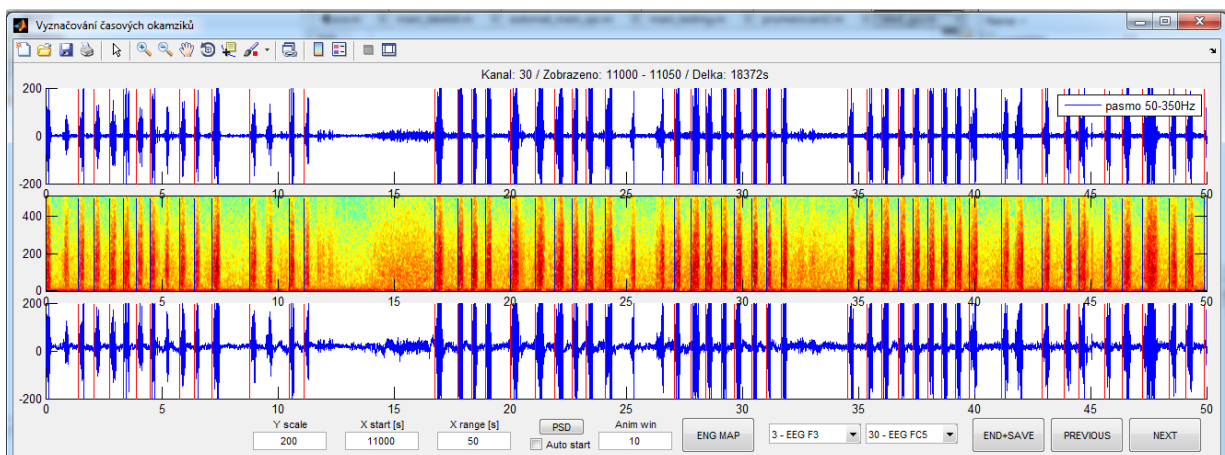 Vyznačování časových okamziků
Kanal: 30 / Zobrazeno: 11000 - 11050 / Delka: 18372s
200
0
-200
pasmo 50-350Hz
0 5 10 15 20 25 30 35 40 45 50
400
200
0
0 5 10 15 20 25 30 35 40 45 50
200
0
-200
0 5 10 15 20 25 30 35 40 45 50
Y scale X start [s] X range [s] PSD Anim win
200 11000 50 Auto start 10
ENG MAP 3 - EEG F3 30 - EEG FC5 END+SAVE PREVIOUS NEXT